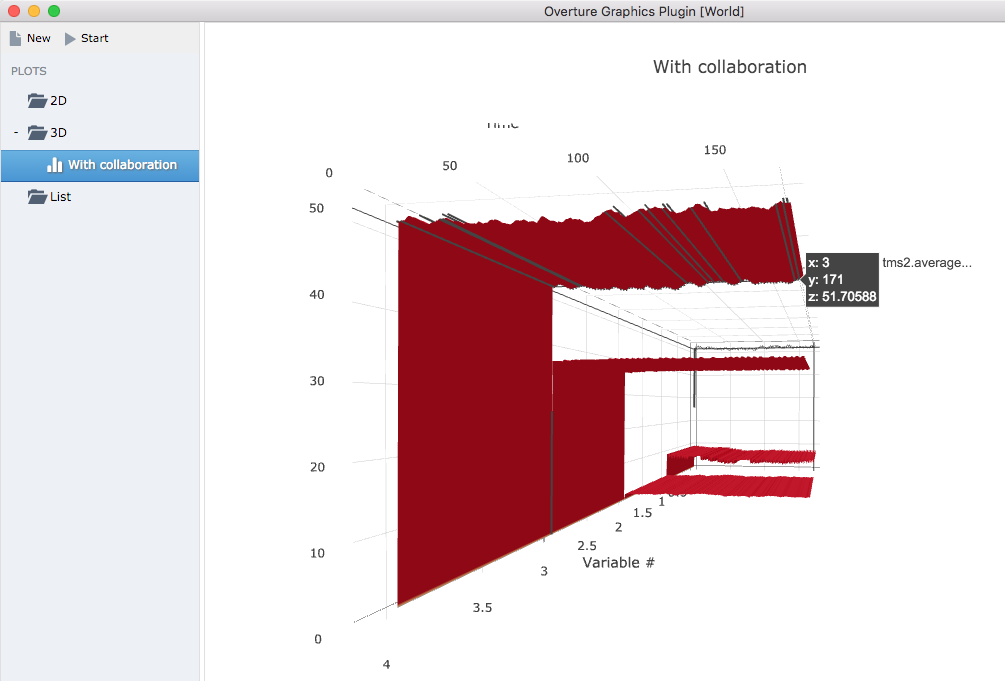 Overture Graphics Plugin [World]
New Start
PLOTS
2D
- 3D
With collaboration
List
With collaboration
Time
0 50 100 150
50
40
30
20
10
0
x: 3
y: 171
z: 51.70588
tms2.average...
1
1.5
2
2.5
3
3.5
4
Variable #